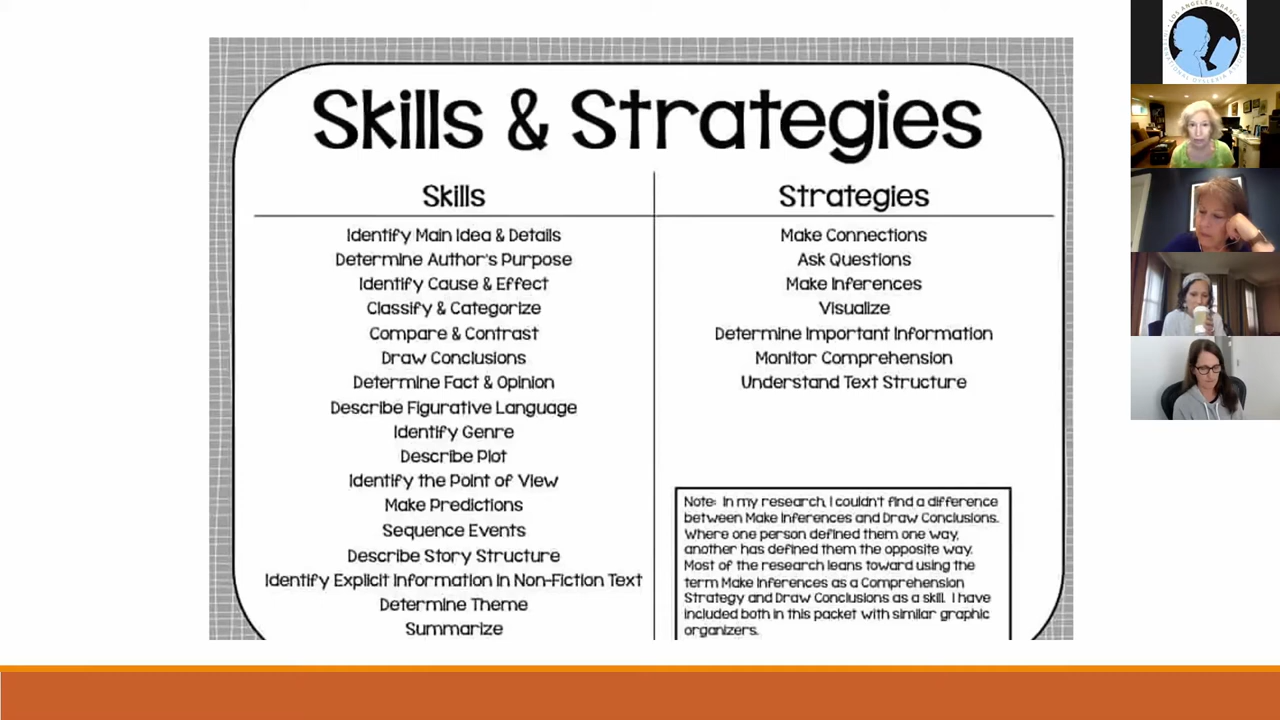 Skills & Strategies
Skills
Identify Main Idea & Details
Determine Author's Purpose
Identify Cause & Effect
Classify & Categorize
Compare & Contrast
Draw Conclusions
Determine Fact & Opinion
Describe Figurative Language
Identify Genre
Describe Plot
Identify the Point of View
Make Predictions
Sequence Events
Describe Story Structure
Identify Explicit Information in Non-Fiction Text
Determine Theme
Summarize
Strategies
Make Connections
Ask Questions
Make Inferences
Visualize
Determine Important Information
Monitor Comprehension
Understand Text Structure
Note: In my research, I couldn't find a difference
between Make Inferences and Draw Conclusions.
Where one person defined them one way,
another has defined them the opposite way.
Most of the research leans toward using the
term Make Inferences as a Comprehension
Strategy and Draw Conclusions as a skill. I have
included both in this packet with similar graphic
organizers.
LOS ANGELES BRANCH
INTERNATIONAL DYSLEXIA ASSOCIATION